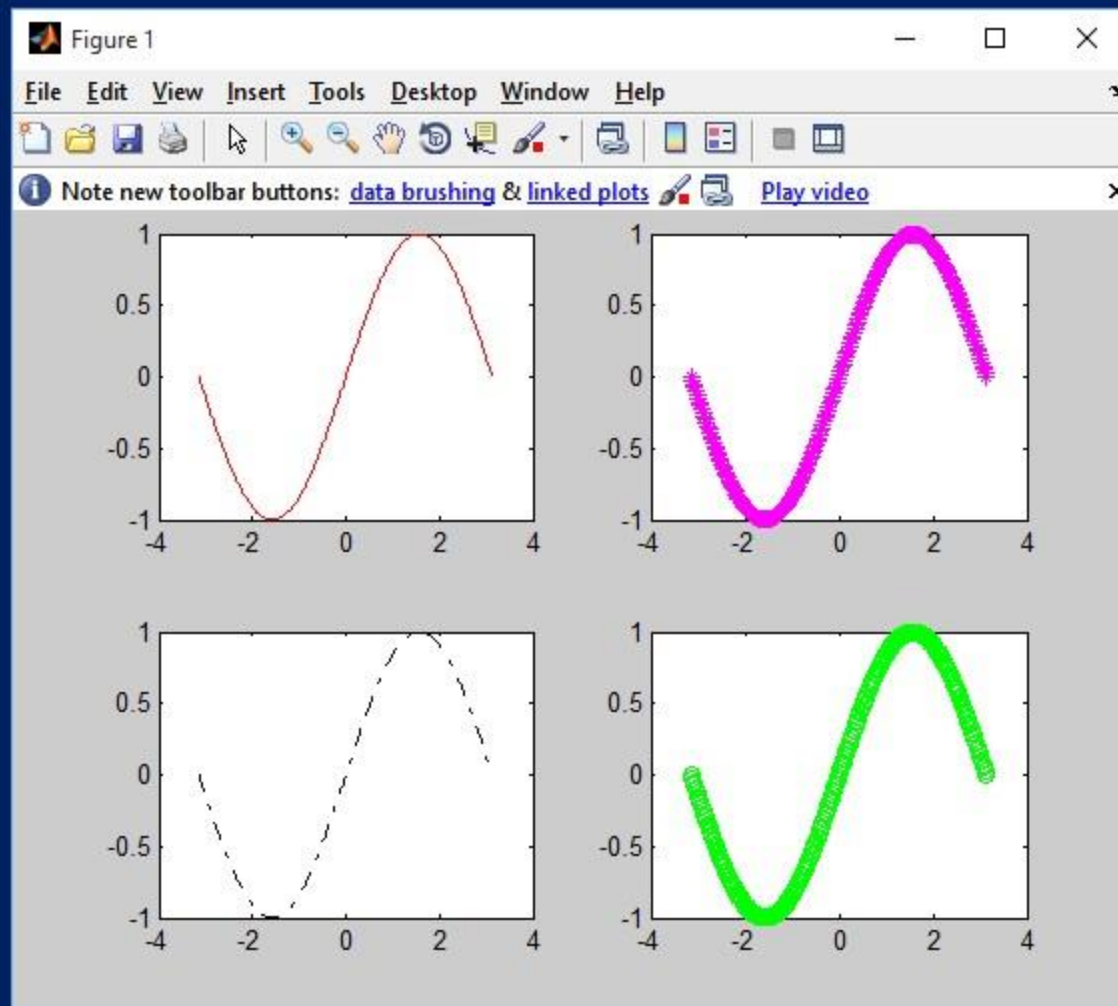 Figure 1
File Edit View Insert Tools Desktop Window Help
Note new toolbar buttons: data brushing & linked plots Play video
1
0.5
0
-0.5
-1
-4 -2 0 2 4
1
0.5
0
-0.5
-1
-4 -2 0 2 4
1
0.5
0
-0.5
-1
-4 -2 0 2 4
1
0.5
0
-0.5
-1
-4 -2 0 2 4